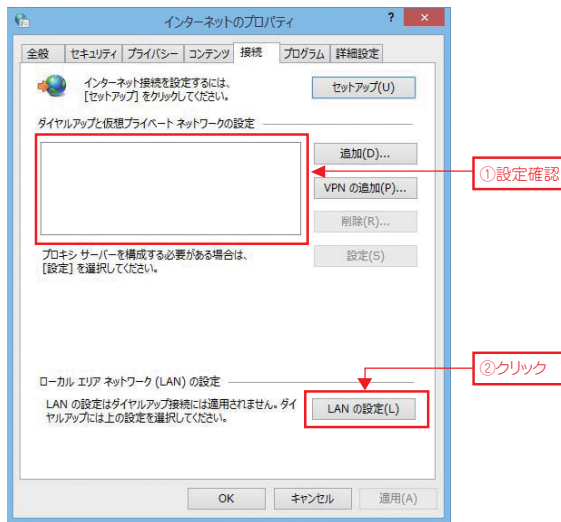 インターネットのプロパティ
? ×
全般 セキュリティ プライバシー コンテンツ 接続 プログラム 詳細設定
インターネット接続を設定するには、
[セットアップ] をクリックしてください。
セットアップ(U)
ダイヤルアップと仮想プライベート ネットワークの設定
追加(D)...
①設定確認
VPN の追加(P)...
削除(R)...
プロキシ サーバーを構成する必要がある場合は、
[設定] を選択してください。
設定(S)
②クリック
ローカル エリア ネットワーク (LAN) の設定
LAN の設定はダイヤルアップ接続には適用されません。ダイ
ヤルアップには上の設定を選択してください。
LAN の設定(L)
OK キャンセル 適用(A)